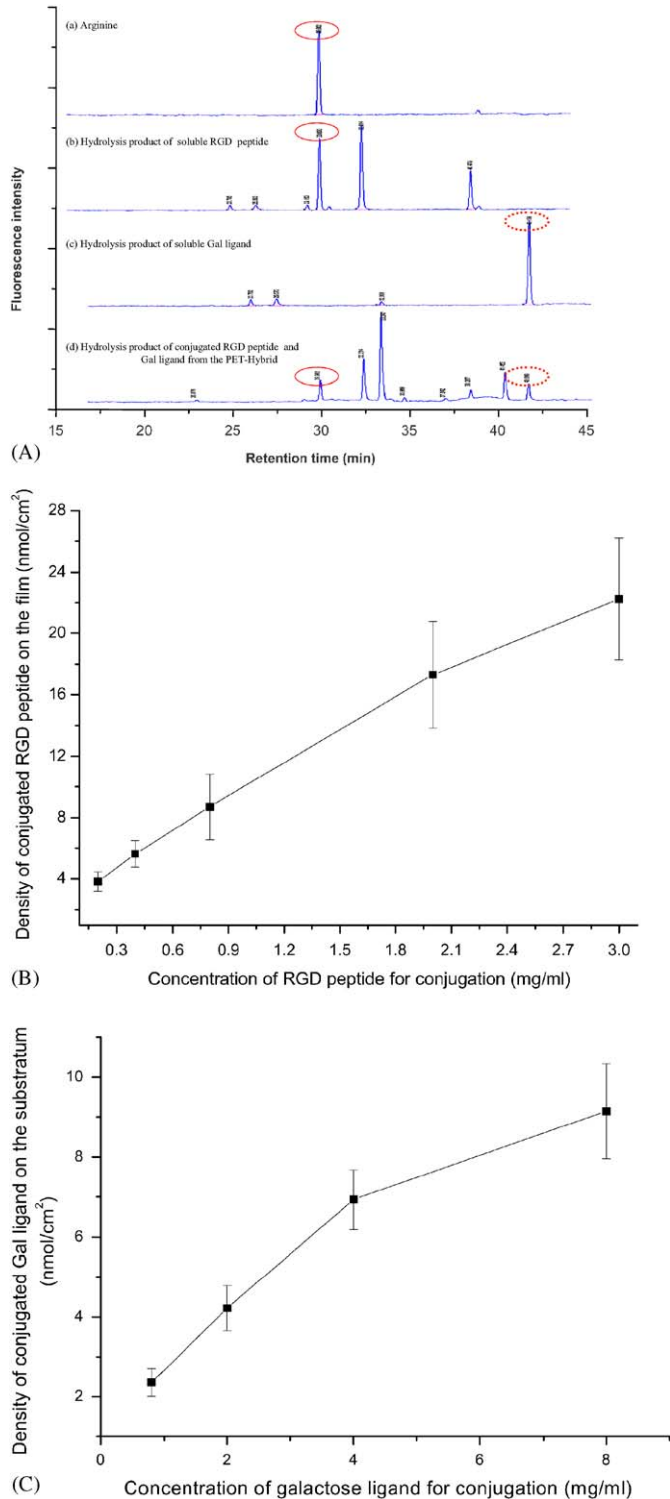 (a) Arginine
(b) Hydrolysis product of soluble RGD peptide
(c) Hydrolysis product of soluble Gal ligand
(d) Hydrolysis product of conjugated RGD peptide and
Gal ligand from the PET-Hybrid
Fluorescence intensity
15 20 25 30 35 40 45
Retention time (min)
(A)
Density of conjugated RGD peptide on the film (nmol/cm²)
28
24
20
16
12
8
4
0.3 0.6 0.9 1.2 1.5 1.8 2.1 2.4 2.7 3.0
Concentration of RGD peptide for conjugation (mg/ml)
(B)
Density of conjugated Gal ligand on the substratum
(nmol/cm²)
10
8
6
4
2
0 2 4 6 8
Concentration of galactose ligand for conjugation (mg/ml)
(C)